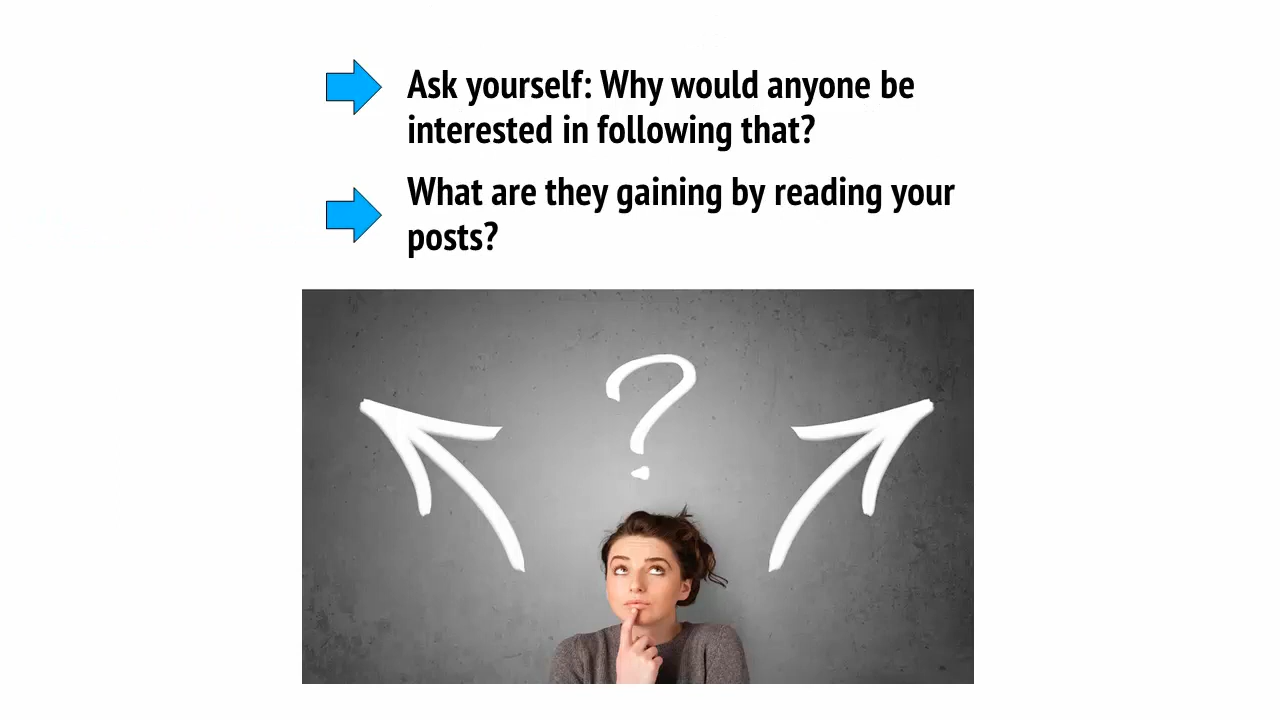 Ask yourself: Why would anyone be
interested in following that?
What are they gaining by reading your
posts?
?